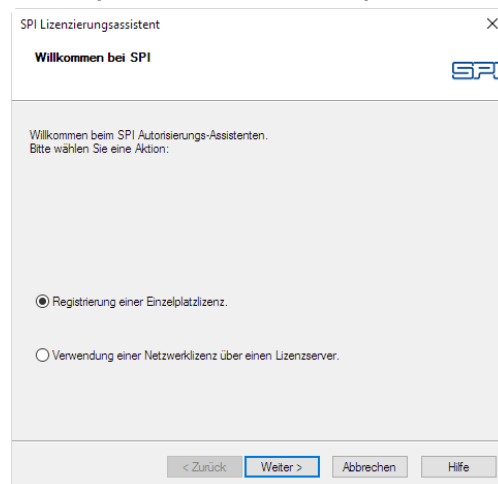 SPI Lizenzierungsassistent
Willkommen bei SPI
SPI
Willkommen beim SPI Autorisierungs-Assistenten.
Bitte wählen Sie eine Aktion:
Registrierung einer Einzelplatzlizenz.
Verwendung einer Netzwerklizenz über einen Lizenzserver.
< Zurück Weiter > Abbrechen Hilfe